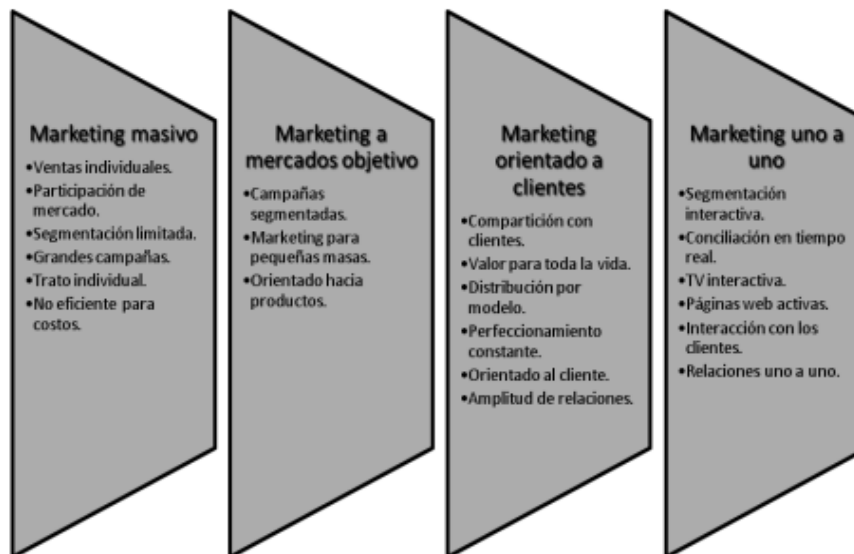 Marketing masivo
•Ventas individuales.
•Participación de
mercado.
•Segmentación limitada.
•Grandes campañas.
•Trato individual.
•No eficiente para
costos.
Marketing a
mercados objetivo
•Campañas
segmentadas.
•Marketing para
pequeñas masas.
•Orientado hacia
productos.
Marketing
orientado a
clientes
•Compartición con
clientes.
•Valor para toda la vida.
•Distribución por
modelo.
•Perfeccionamiento
constante.
•Orientado al cliente.
•Amplitud de relaciones.
Marketing uno a
uno
•Segmentación
interactiva.
•Conciliación en tiempo
real.
•TV interactiva.
•Páginas web activas.
•Interacción con los
clientes.
•Relaciones uno a uno.